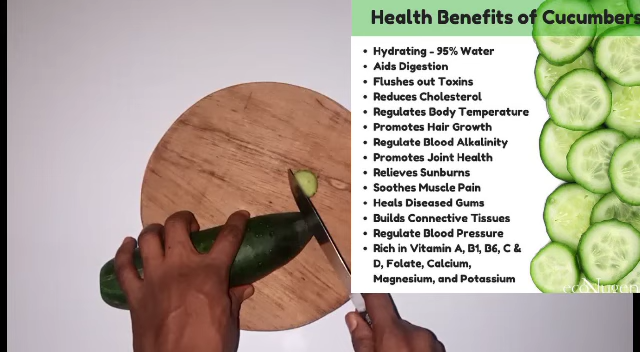 Health Benefits of Cucumbers
• Hydrating - 95% Water
• Aids Digestion
• Flushes out Toxins
• Reduces Cholesterol
• Regulates Body Temperature
• Promotes Hair Growth
• Regulate Blood Alkalinity
• Promotes Joint Health
• Relieves Sunburns
• Soothes Muscle Pain
• Heals Diseased Gums
• Builds Connective Tissues
• Regulate Blood Pressure
• Rich in Vitamin A, B1, B6, C &
D, Folate, Calcium,
Magnesium, and Potassium